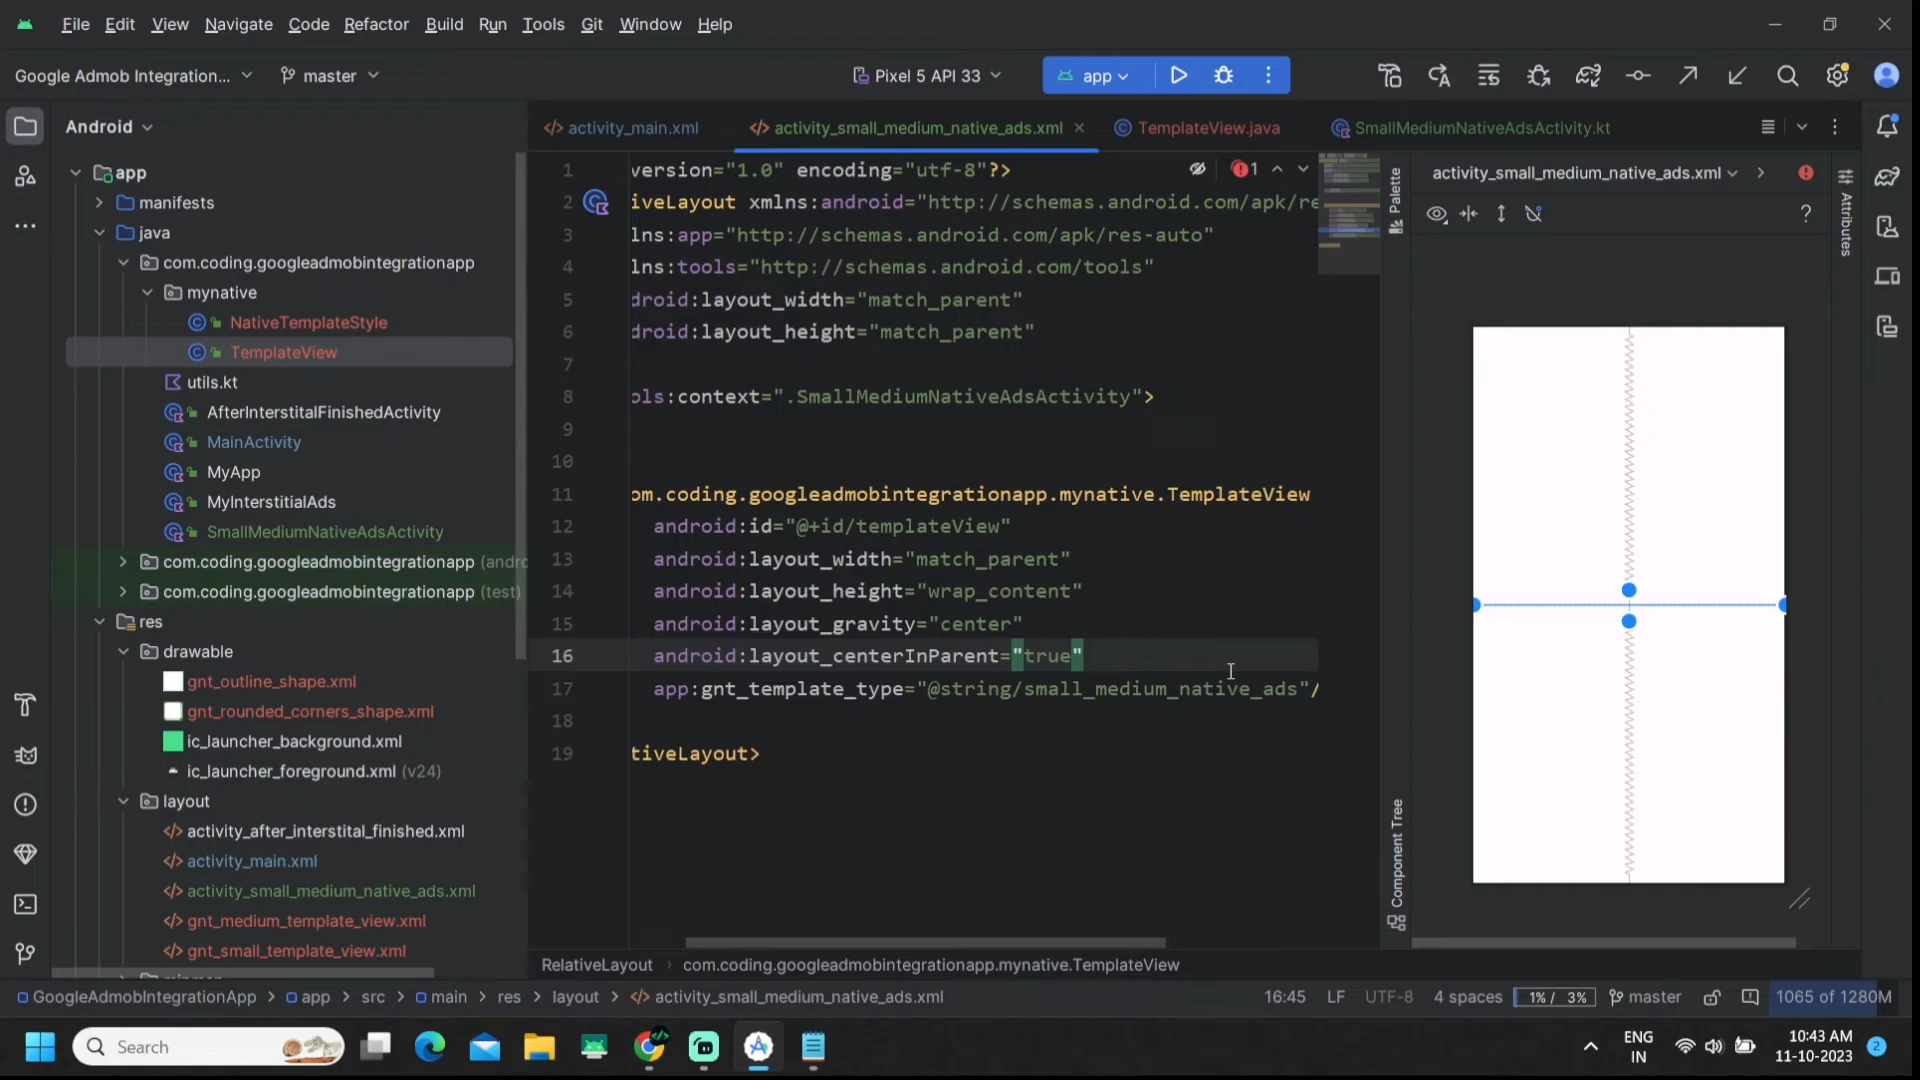 File Edit View Navigate Code Refactor Build Run Tools Git Window Help
Google Admob Integration... master Pixel 5 API 33 app
Android
activity_main.xml activity_small_medium_native_ads.xml TemplateView.java SmallMediumNativeAdsActivity.kt
app
manifests
java
com.coding.googleadmobintegrationapp
mynative
NativeTemplateStyle
TemplateView
utils.kt
AfterInterstitalFinishedActivity
MainActivity
MyApp
MyInterstitialAds
SmallMediumNativeAdsActivity
com.coding.googleadmobintegrationapp (andro
com.coding.googleadmobintegrationapp (test)
res
drawable
gnt_outline_shape.xml
gnt_rounded_corners_shape.xml
ic_launcher_background.xml
ic_launcher_foreground.xml (v24)
layout
activity_after_interstital_finished.xml
activity_main.xml
activity_small_medium_native_ads.xml
gnt_medium_template_view.xml
gnt_small_template_view.xml
1 version="1.0" encoding="utf-8"?>
2 iveLayout xmlns:android="http://schemas.android.com/apk/re
3 lns:app="http://schemas.android.com/apk/res-auto"
4 lns:tools="http://schemas.android.com/tools"
5 droid:layout_width="match_parent"
6 droid:layout_height="match_parent"
7
8 ols:context=".SmallMediumNativeAdsActivity">
9
10
11 om.coding.googleadmobintegrationapp.mynative.TemplateView
12 android:id="@+id/templateView"
13 android:layout_width="match_parent"
14 android:layout_height="wrap_content"
15 android:layout_gravity="center"
16 android:layout_centerInParent="true"
17 app:gnt_template_type="@string/small_medium_native_ads"/
18
19 tiveLayout>
1
Palette
Component Tree
activity_small_medium_native_ads.xml
?
Attributes
RelativeLayout › com.coding.googleadmobintegrationapp.mynative.TemplateView
GoogleAdmobIntegrationApp > app > src > main > res > layout > activity_small_medium_native_ads.xml
16:45 LF UTF-8 4 spaces 1% / 3% master 1065 of 1280M
Search
ENG
IN
10:43 AM
11-10-2023
2